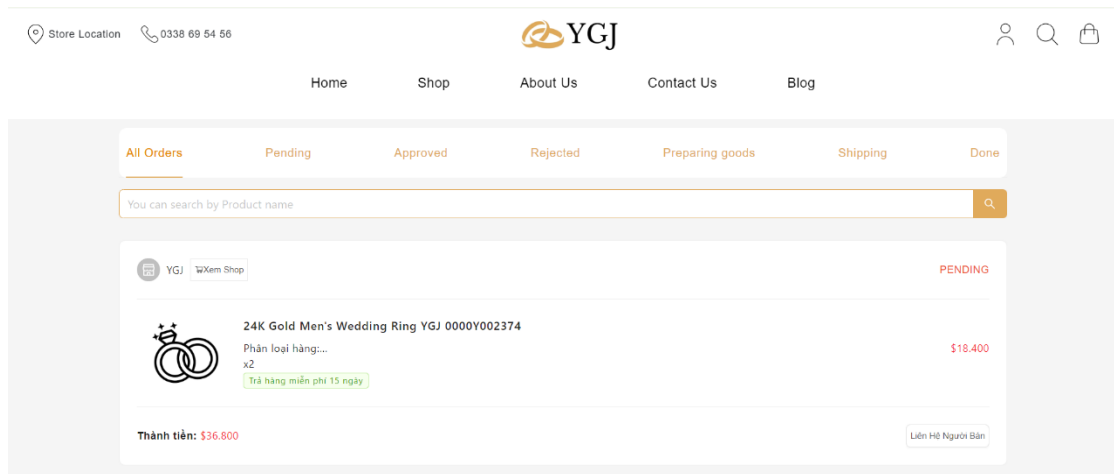 Store Location 0338 69 54 56 YGJ
Home Shop About Us Contact Us Blog
All Orders Pending Approved Rejected Preparing goods Shipping Done
You can search by Product name
YGJ Xem Shop PENDING
24K Gold Men's Wedding Ring YGJ 0000Y002374
Phân loại hàng:...
$18.400
x2
Trả hàng miễn phí 15 ngày
Thành tiền: $36.800 Liên Hệ Người Bán